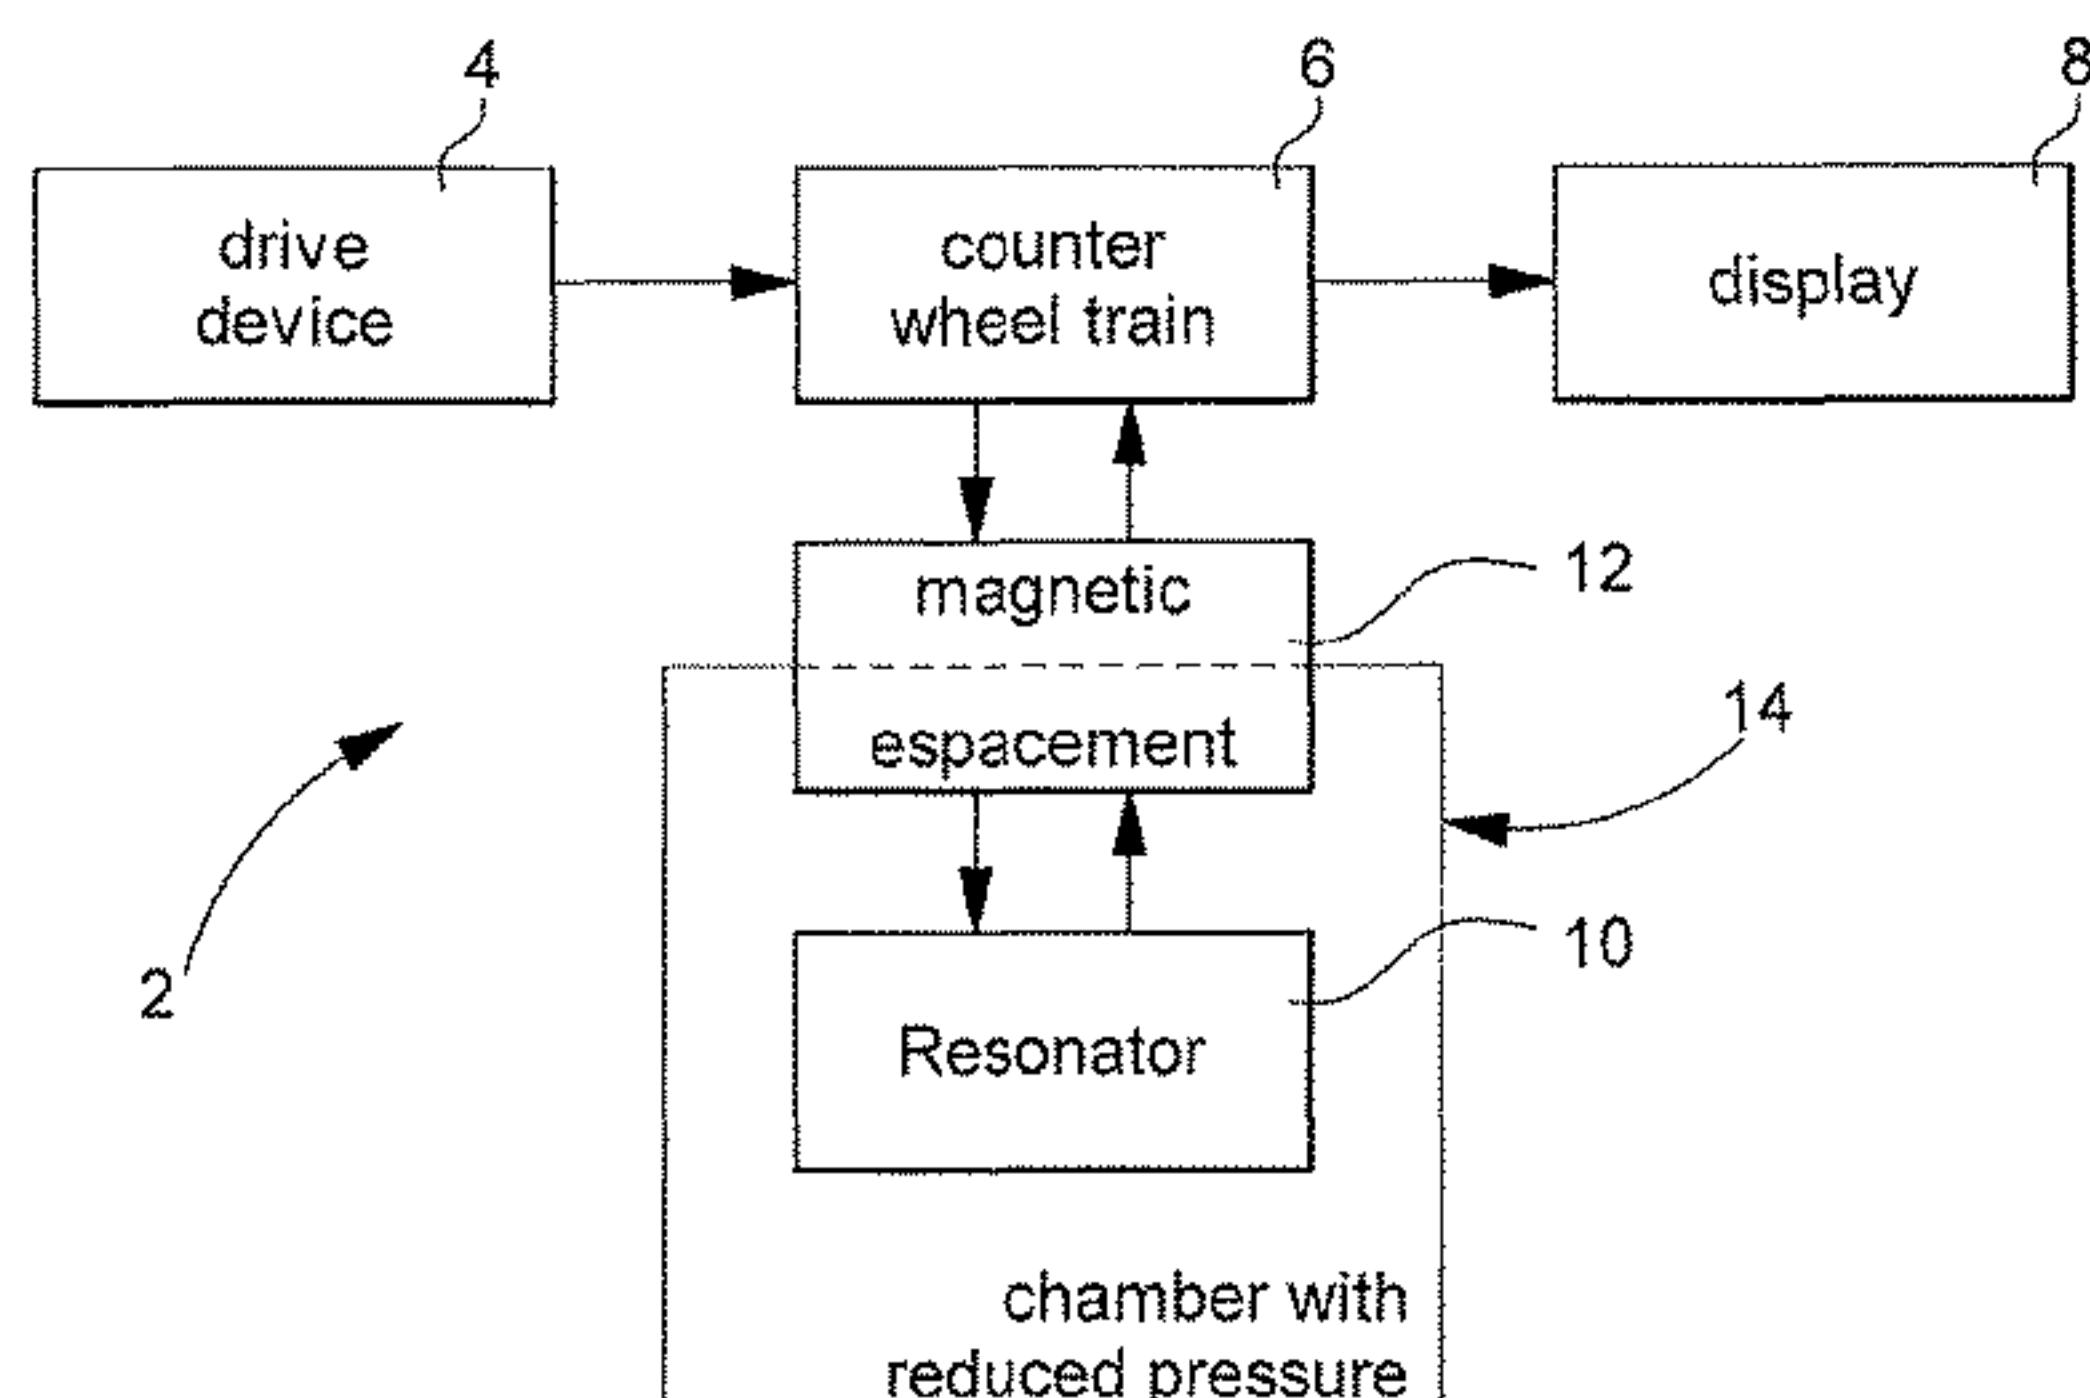 4
6
8
drive
device
counter
wheel train
display
magnetic
12
espacement
14
2
10
Resonator
chamber with
reduced pressure